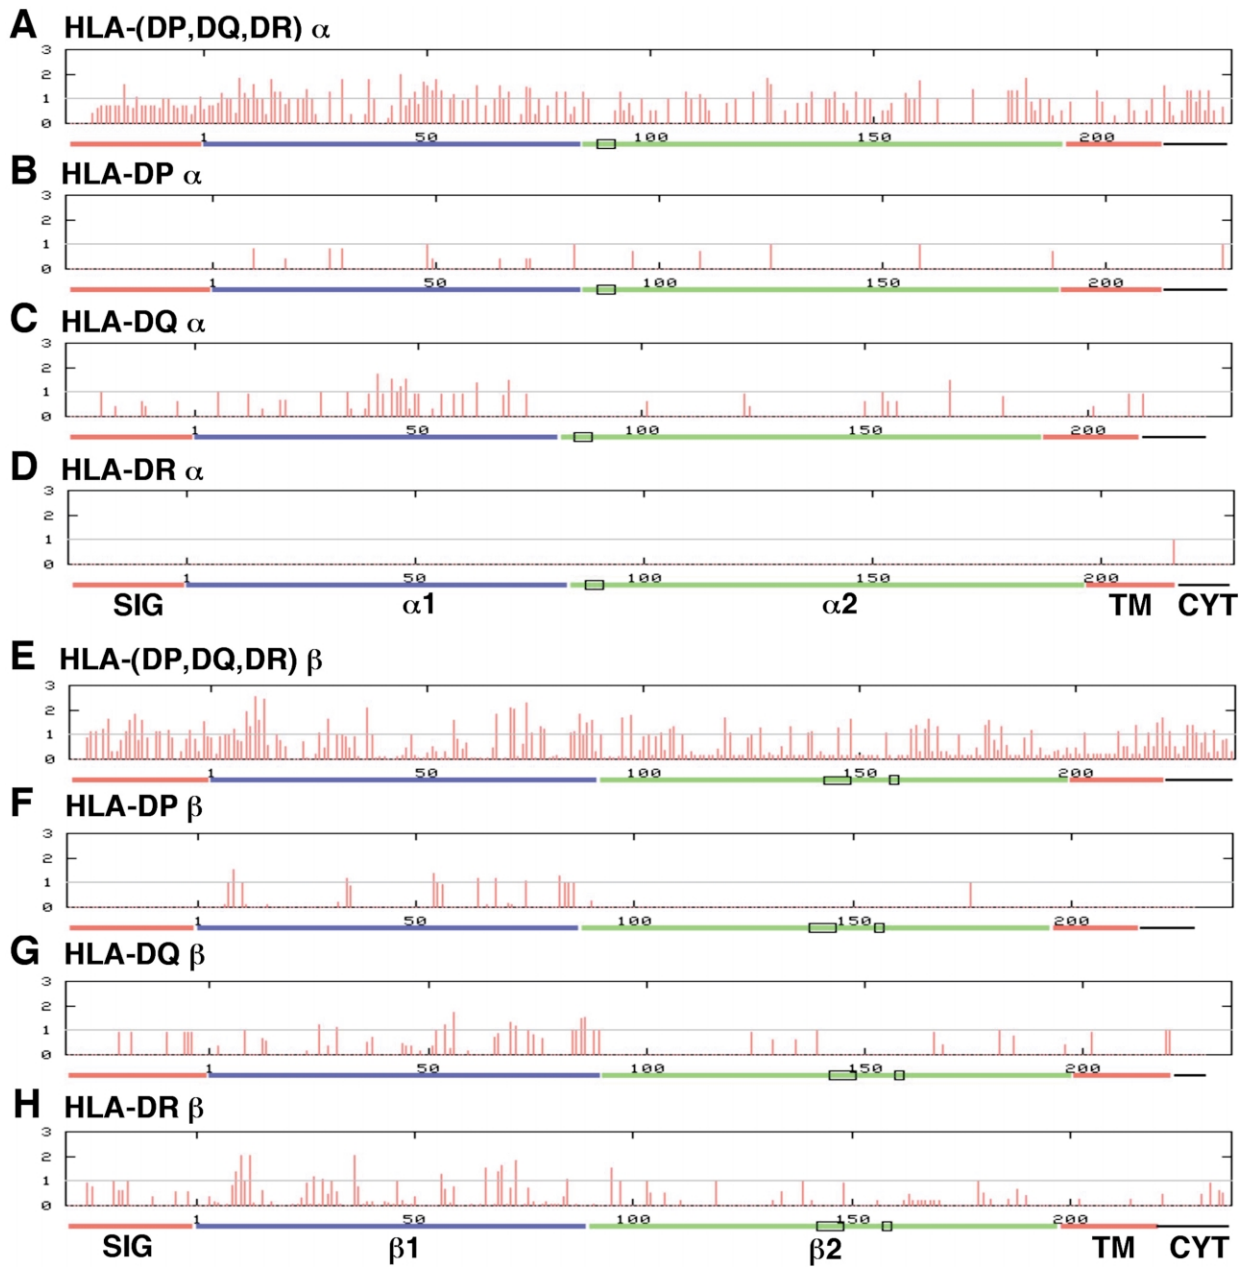 A HLA-(DP,DQ,DR) α
3
2
1
0
1 50 100 150 200
B HLA-DP α
3
2
1
0
1 50 100 150 200
C HLA-DQ α
3
2
1
0
1 50 100 150 200
D HLA-DR α
3
2
1
0
1 50 100 150 200
SIG α1 α2 TM CYT
E HLA-(DP,DQ,DR) β
3
2
1
0
1 50 100 150 200
F HLA-DP β
3
2
1
0
1 50 100 150 200
G HLA-DQ β
3
2
1
0
1 50 100 150 200
H HLA-DR β
3
2
1
0
1 50 100 150 200
SIG β1 β2 TM CYT